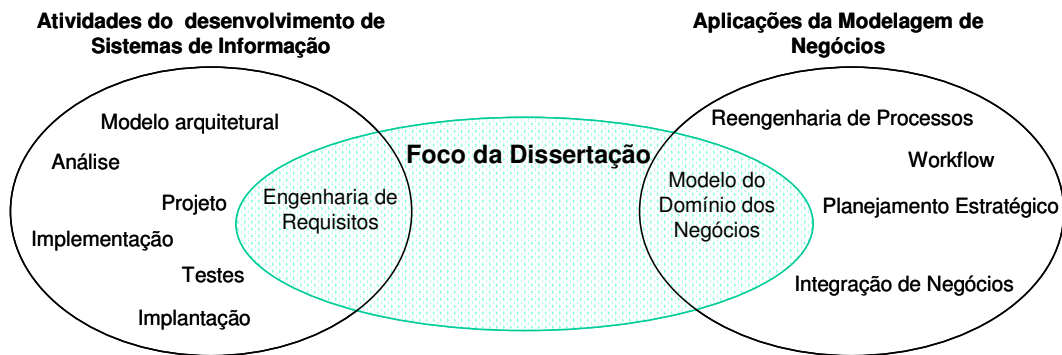 Atividades do desenvolvimento de
Sistemas de Informação
Modelo arquitetural
Análise
Projeto
Implementação
Testes
Implantação
Engenharia de
Requisitos
Foco da Dissertação
Aplicações da Modelagem de
Negócios
Reengenharia de Processos
Workflow
Modelo do
Domínio dos
Negócios
Planejamento Estratégico
Integração de Negócios